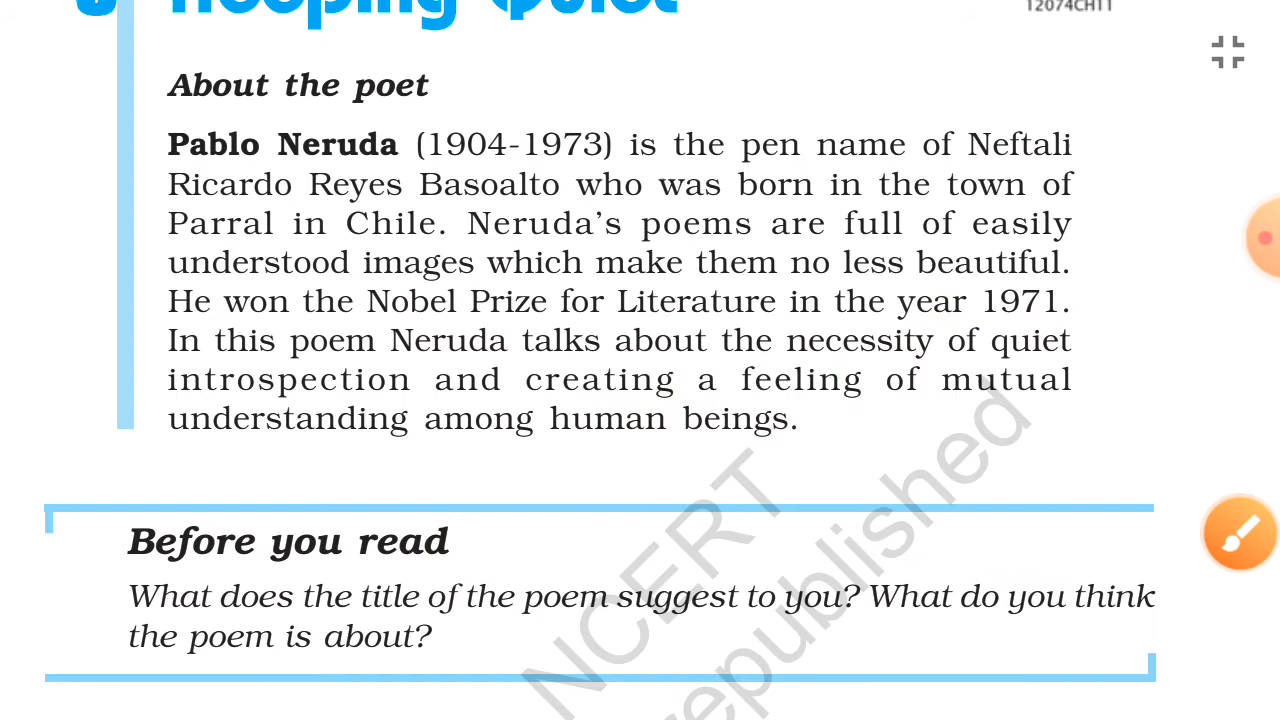 Keeping Quiet
12074CH11
About the poet
Pablo Neruda (1904-1973) is the pen name of Neftali
Ricardo Reyes Basoalto who was born in the town of
Parral in Chile. Neruda’s poems are full of easily
understood images which make them no less beautiful.
He won the Nobel Prize for Literature in the year 1971.
In this poem Neruda talks about the necessity of quiet
introspection and creating a feeling of mutual
understanding among human beings.
Before you read
What does the title of the poem suggest to you? What do you think
the poem is about?
NCERT
republished